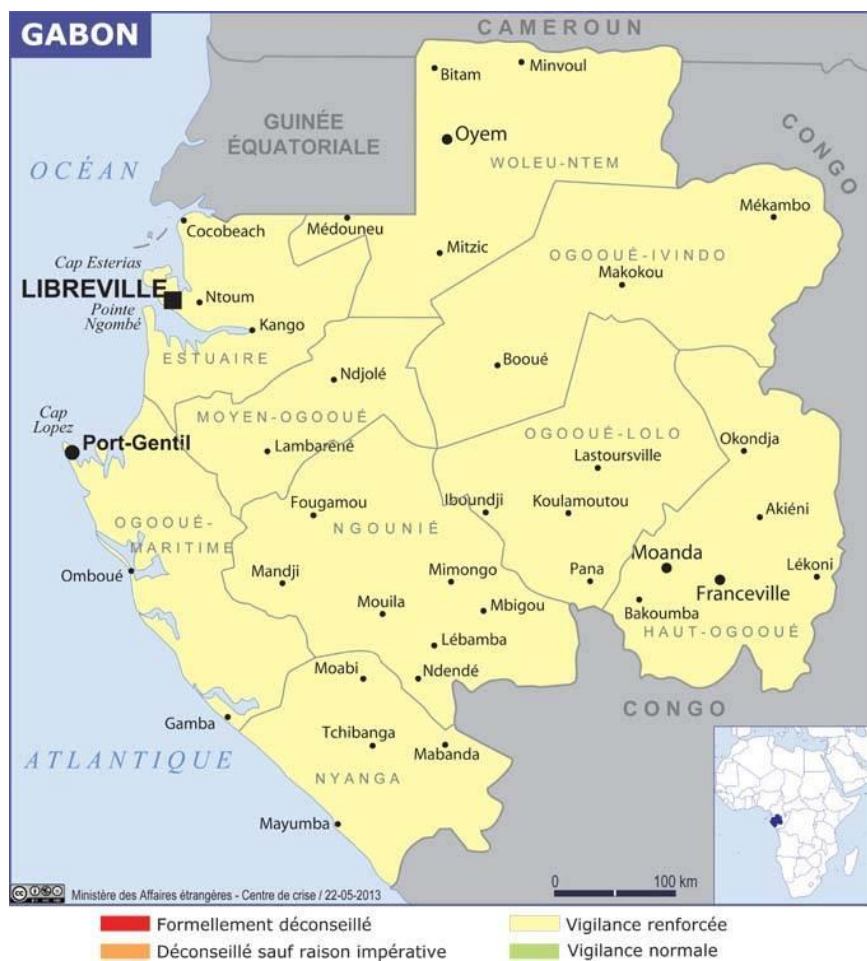 GABON
CAMEROUN
Bitam
Minvoul
GUINÉE
ÉQUATORIALE
Oyem
CONGO
WOLEU-NTEM
OCÉAN
Mékambo
Cocobeach
Médouneu
Mitzic
OGOOUÉ-IVINDO
Cap Esterias
Makokou
LIBREVILLE
Ntoum
Pointe
Ngombé
Kango
ESTUAIRE
Booué
Ndjolé
Cap
Lopez
MOYEN-OGOOUÉ
Port-Gentil
OGOOUÉ-LOLO
Okondja
Lambaréné
Lastoursville
Fougamou
Iboundji
Koulamoutou
Akiéni
OGOOUÉ-
MARITIME
NGOUNIÉ
Moanda
Lékoni
Omboué
Mandji
Mimongo
Pana
Franceville
Mouila
Mbigou
Bakoumba
HAUT-OGOOUÉ
Lébamba
Moabi
Ndendé
CONGO
Gamba
Tchibanga
Mabanda
ATLANTIQUE
NYANGA
Mayumba
0 100 km
Ministère des Affaires étrangères - Centre de crise / 22-05-2013
Formellement déconseillé
Vigilance renforcée
Déconseillé sauf raison impérative
Vigilance normale